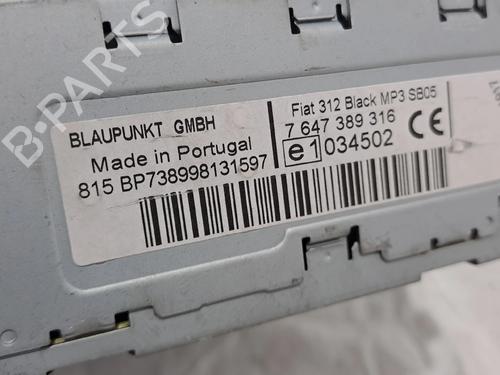 B-PARTS
BLAUPUNKT GMBH
Made in Portugal
815 BP738998131597
Fiat 312 Black MP3 SB05
7 647 389 316
e1 034502 CE